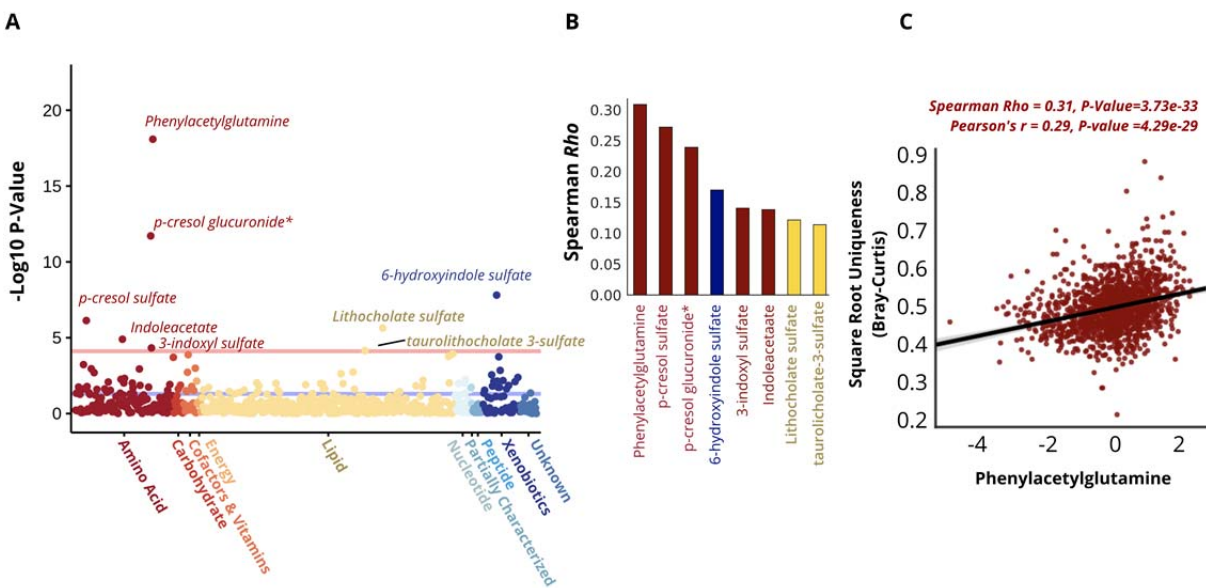 A
-Log10 P-Value
20
15
10
5
0
Phenylacetylglutamine
p-cresol glucuronide*
6-hydroxyindole sulfate
p-cresol sulfate
Lithocholate sulfate
Indoleacetate
3-indoxyl sulfate
taurolithocholate 3-sulfate
Amino Acid
Carbohydrate
Cofactors & Vitamins
Energy
Lipid
Nucleotide
Partially Characterized
Peptide
Xenobiotics
Unknown
B
Spearman Rho
0.30
0.25
0.20
0.15
0.10
0.05
0.00
Phenylacetylglutamine
p-cresol sulfate
p-cresol glucuronide*
6-hydroxyindole sulfate
3-indoxyl sulfate
Indoleacetaate
Lithocholate sulfate
taurolicholate-3-sulfate
C
Spearman Rho = 0.31, P-Value=3.73e-33
Pearson's r = 0.29, P-value =4.29e-29
Square Root Uniqueness
(Bray-Curtis)
0.9
0.8
0.7
0.6
0.5
0.4
0.3
0.2
-4 -2 0 2
Phenylacetylglutamine